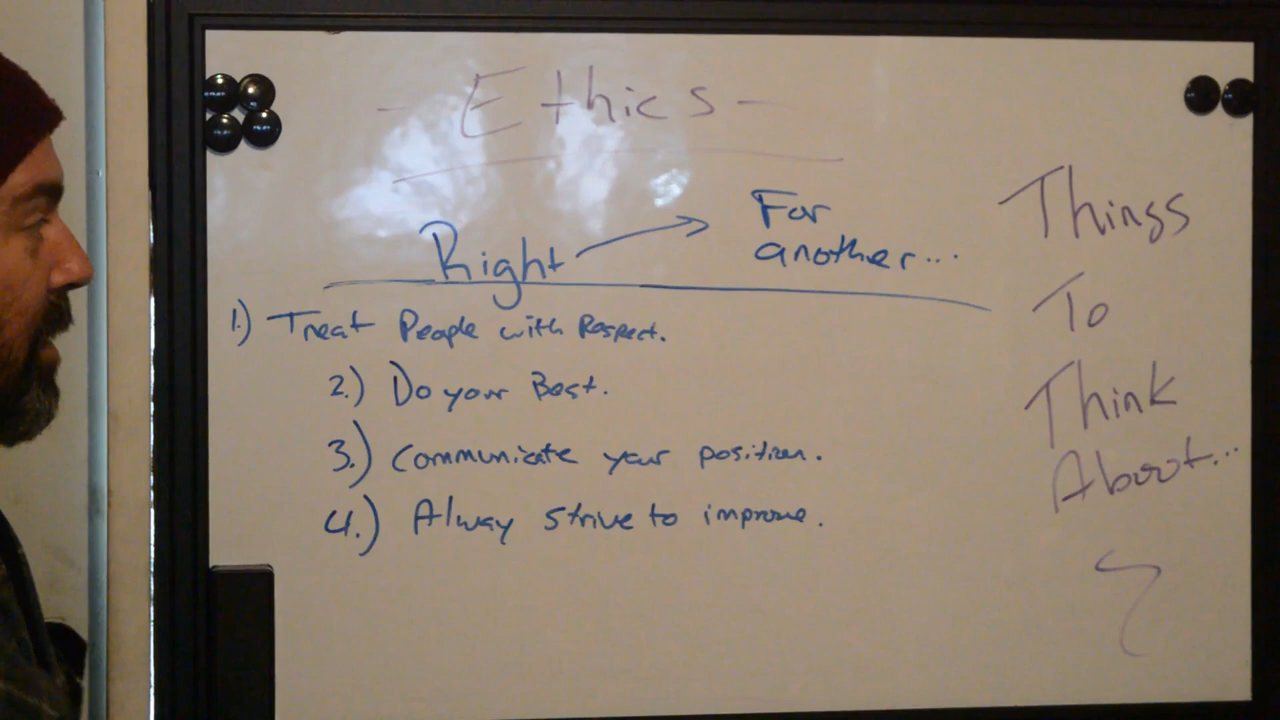 - Ethics -
Right → For
another...
1.) Treat People with Respect.
2.) Do your Best.
3.) Communicate your position.
4.) Alway strive to improve.
Things
To
Think
About...